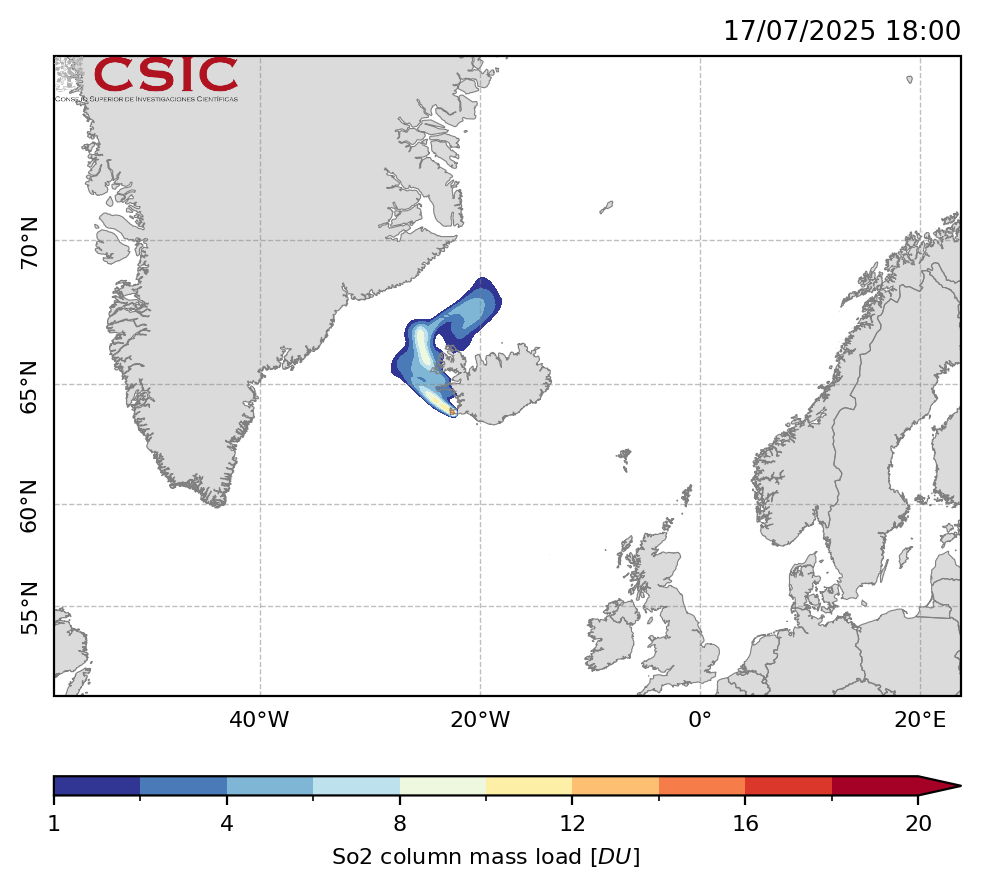 17/07/2025 18:00
CSIC
Consejo Superior de Investigaciones Científicas
70°N
65°N
60°N
55°N
40°W 20°W 0° 20°E
1 4 8 12 16 20
So2 column mass load [DU]